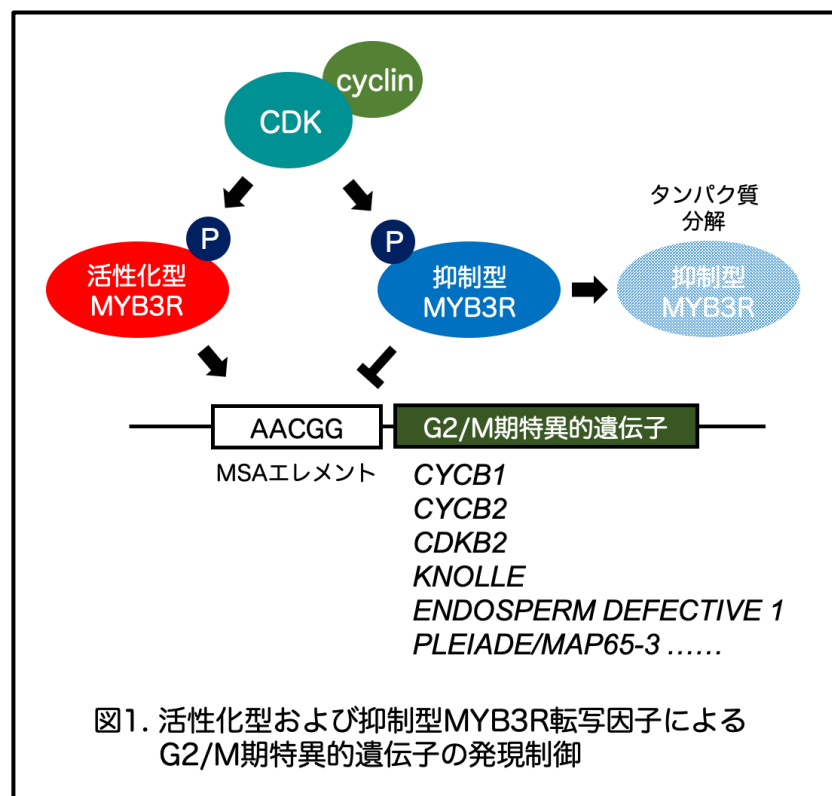 cyclin
CDK
P
P
タンパク質
分解
活性化型
MYB3R
抑制型
MYB3R
抑制型
MYB3R
AACGG
G2/M期特異的遺伝子
MSAエレメント
CYCB1
CYCB2
CDKB2
KNOLLE
ENDOSPERM DEFECTIVE 1
PLEIADE/MAP65-3 ……
図1. 活性化型および抑制型MYB3R転写因子による
G2/M期特異的遺伝子の発現制御